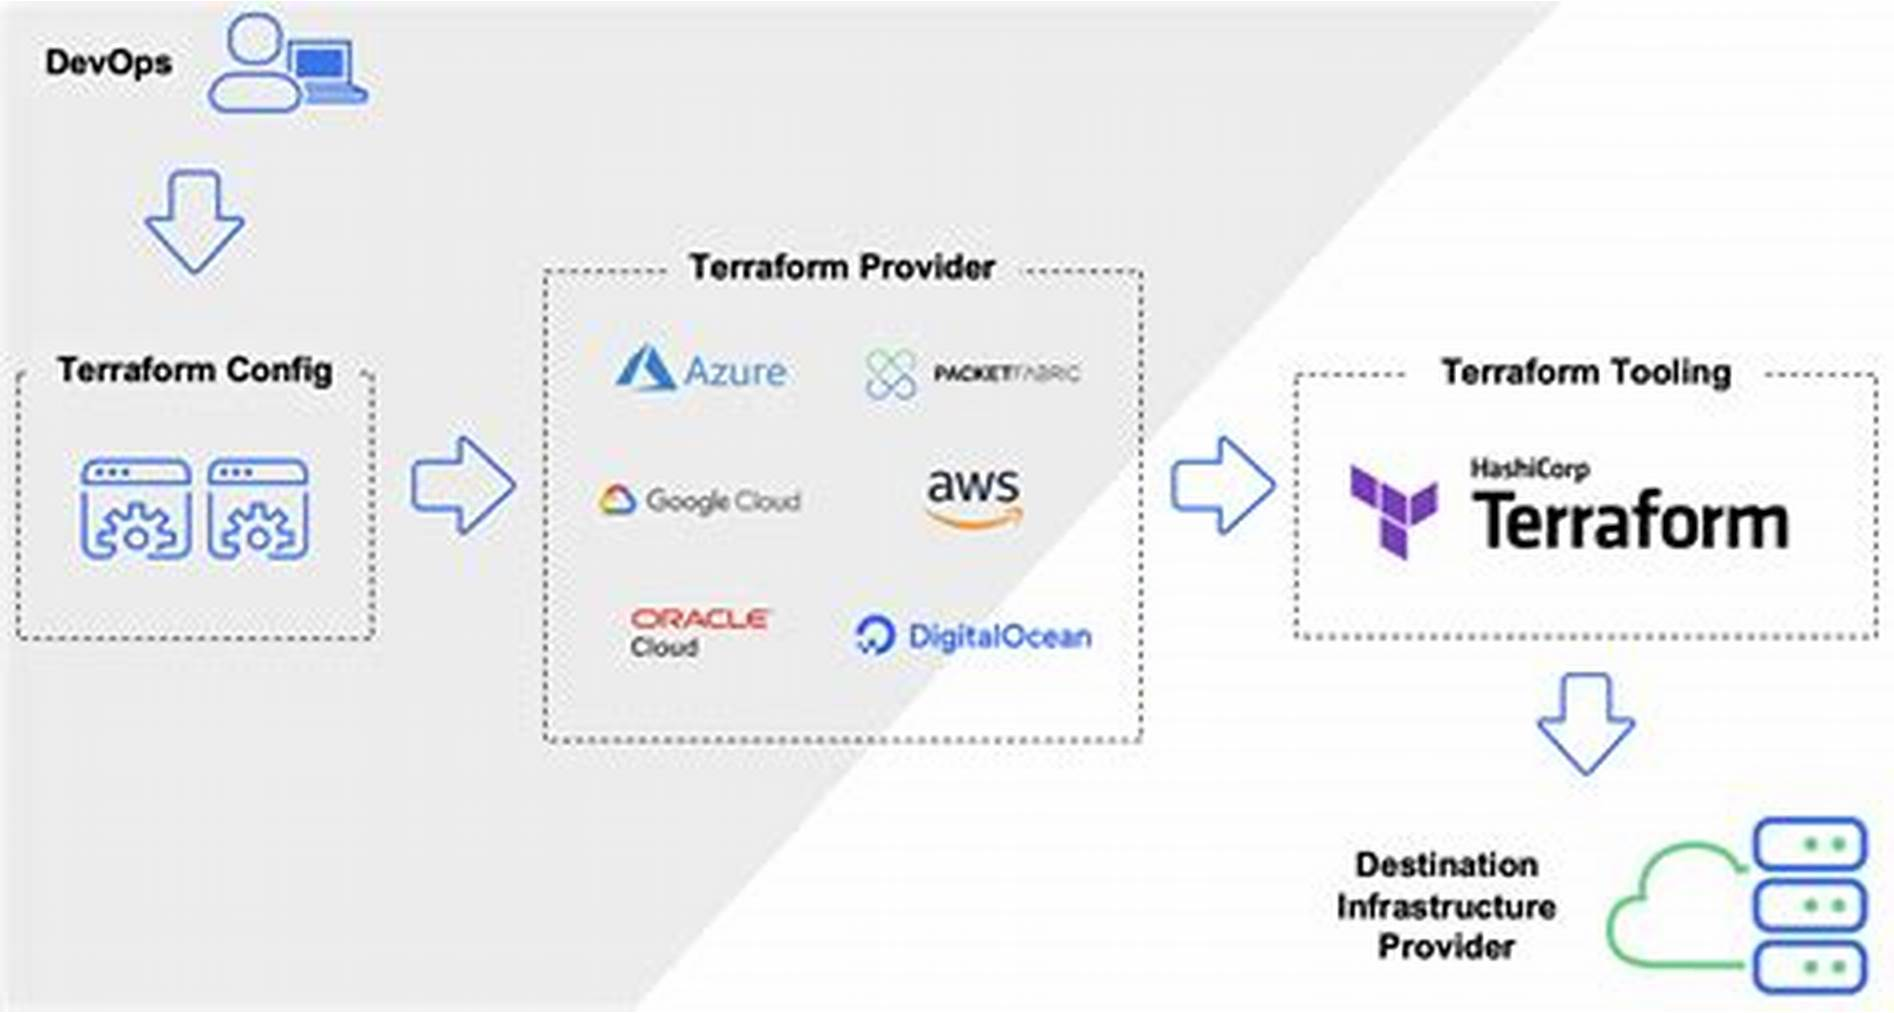 DevOps
Terraform Provider
Terraform Config
Terraform Tooling
Azure
PACKETFABRIC
Google Cloud
aws
HashiCorp
Terraform
ORACLE
Cloud
DigitalOcean
Destination
Infrastructure
Provider